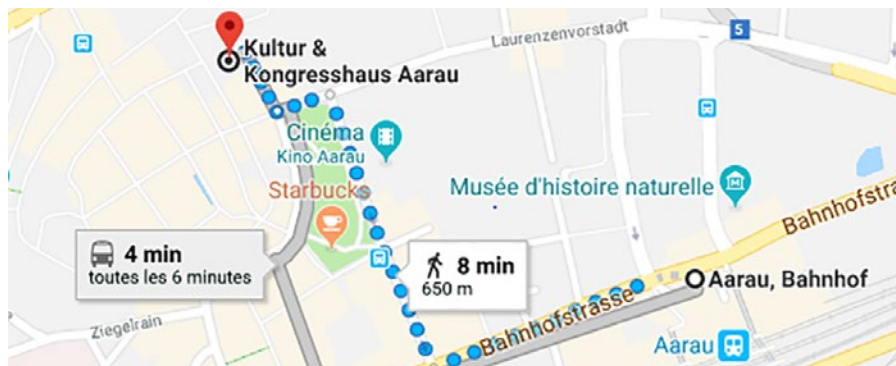 Laurenzenvorstadt
5
Kultur &
Kongresshaus Aarau
Cinéma
Kino Aarau
Starbucks
Musée d'histoire naturelle
Bahnhofstra
4 min
toutes les 6 minutes
8 min
650 m
Aarau, Bahnhof
Bahnhofstrasse
Ziegelrain
Aarau